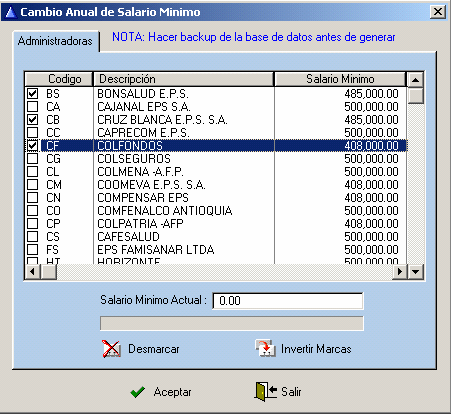 Cambio Anual de Salario Minimo
Administradoras
NOTA: Hacer backup de la base de datos antes de generar
Codigo Descripción Salario Minimo
BS BONSALUD E.P.S. 485,000.00
CA CAJANAL EPS S.A. 500,000.00
CB CRUZ BLANCA E.P.S. S.A. 485,000.00
CC CAPRECOM E.P.S. 500,000.00
CF COLFONDOS 408,000.00
CG COLSEGUROS 500,000.00
CL COLMENA -A.F.P. 500,000.00
CM COOMEVA E.P.S. S.A. 408,000.00
CN COMPENSAR EPS 408,000.00
CO COMFENALCO ANTIOQUIA 500,000.00
CP COLPATRIA -AFP 408,000.00
CS CAFESALUD 500,000.00
FS EPS FAMISANAR LTDA 500,000.00
HT HORIZONTE 500,000.00
Salario Minimo Actual : 0.00
Desmarcar Invertir Marcas
Aceptar Salir